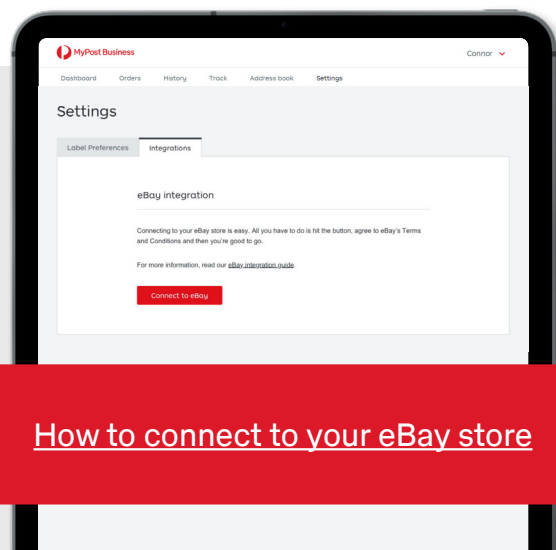 MyPost Business
Connor
Dashboard Orders History Track Address book Settings
Settings
Label Preferences Integrations
eBay integration
Connecting to your eBay store is easy. All you have to do is hit the button, agree to eBay's Terms
and Conditions and then you're good to go.
For more information, read our eBay integration guide.
Connect to eBay
How to connect to your eBay store